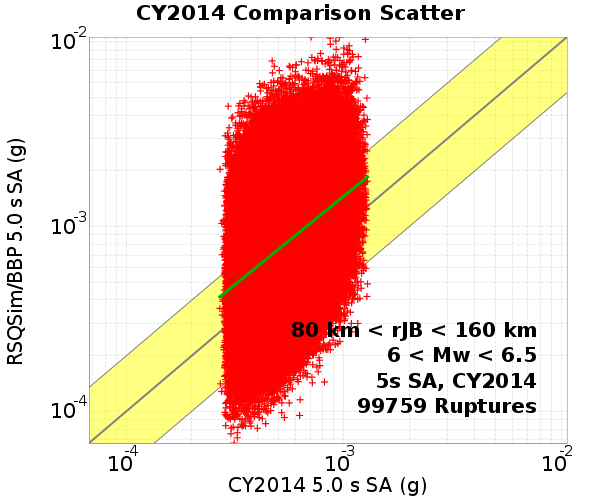 CY2014 Comparison Scatter
RSQSim/BBP 5.0 s SA (g)
10-2
10-3
10-4
80 km < rJB < 160 km
6 < Mw < 6.5
5s SA, CY2014
99759 Ruptures
10-4 10-3 10-2
CY2014 5.0 s SA (g)